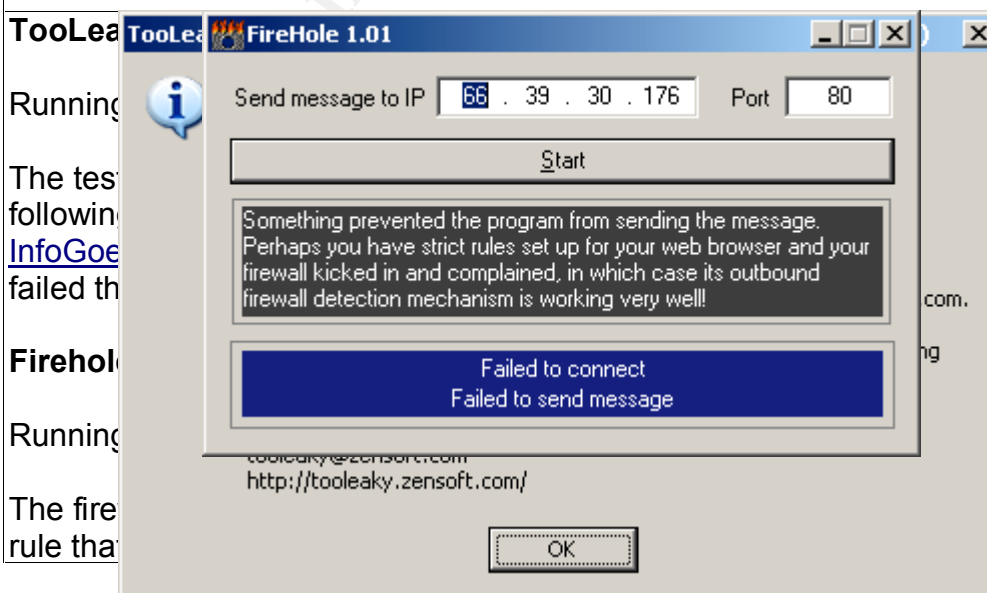 TooLea
Running
The tes
following
InfoGoe
failed th
Firehol
Running
The fire
rule tha
TooLea
FireHole 1.01
Send message to IP 66 . 39 . 30 . 176 Port 80
Start
Something prevented the program from sending the message.
Perhaps you have strict rules set up for your web browser and your
firewall kicked in and complained, in which case its outbound
firewall detection mechanism is working very well!
Failed to connect
Failed to send message
.com.
ng
tooleaky@zensoft.com
http://tooleaky.zensoft.com/
OK